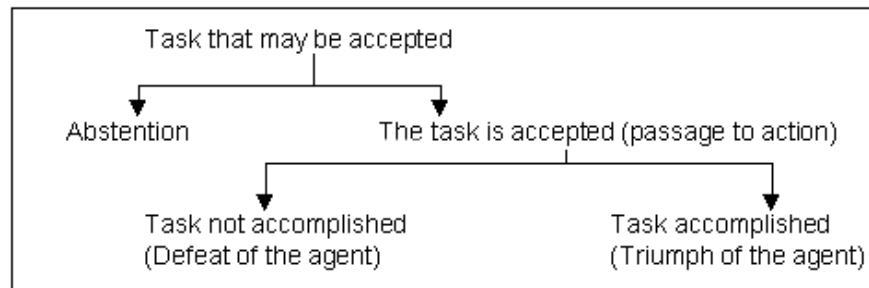 Task that may be accepted
Abstention
The task is accepted (passage to action)
Task not accomplished
(Defeat of the agent)
Task accomplished
(Triumph of the agent)